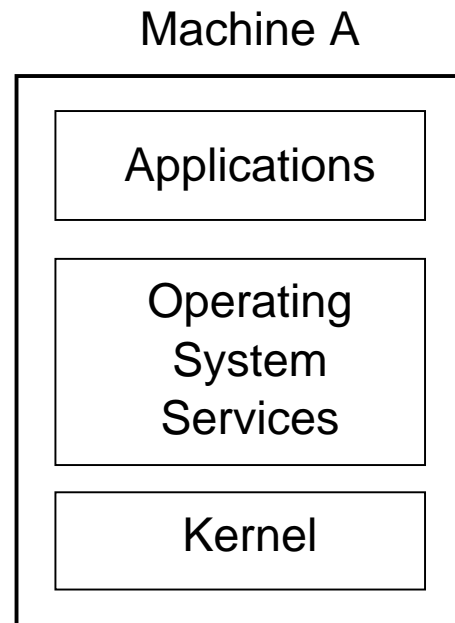 Machine A
Applications
Operating
System
Services
Kernel